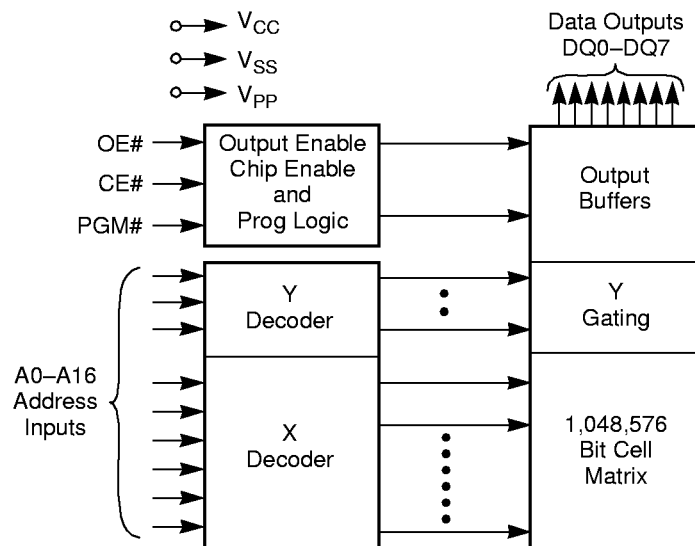 VCC
VSS
VPP
Data Outputs
DQ0–DQ7
OE#
CE#
PGM#
Output Enable
Chip Enable
and
Prog Logic
Output
Buffers
Y
Decoder
Y
Gating
A0–A16
Address
Inputs
X
Decoder
1,048,576
Bit Cell
Matrix